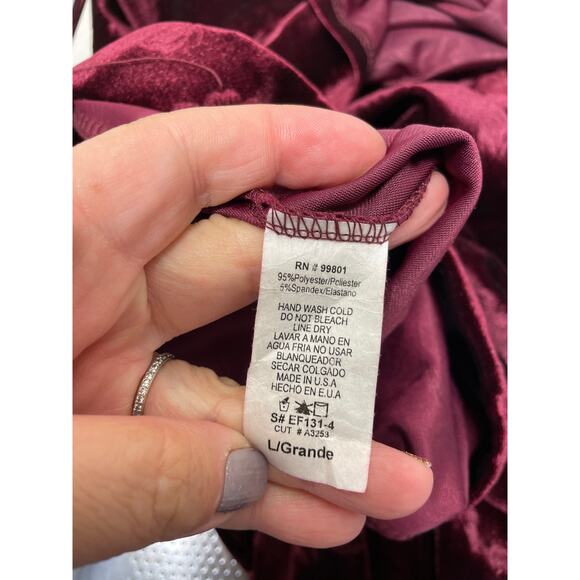 RN # 99801
95%Polyester/Poliester
5%Spandex/Elastano
HAND WASH COLD
DO NOT BLEACH
LINE DRY
LAVAR A MANO EN
AGUA FRIA NO USAR
BLANQUEADOR
SECAR COLGADO
MADE IN U.S.A
HECHO EN E.U.A
S# EF131-4
CUT # A3253
L/Grande